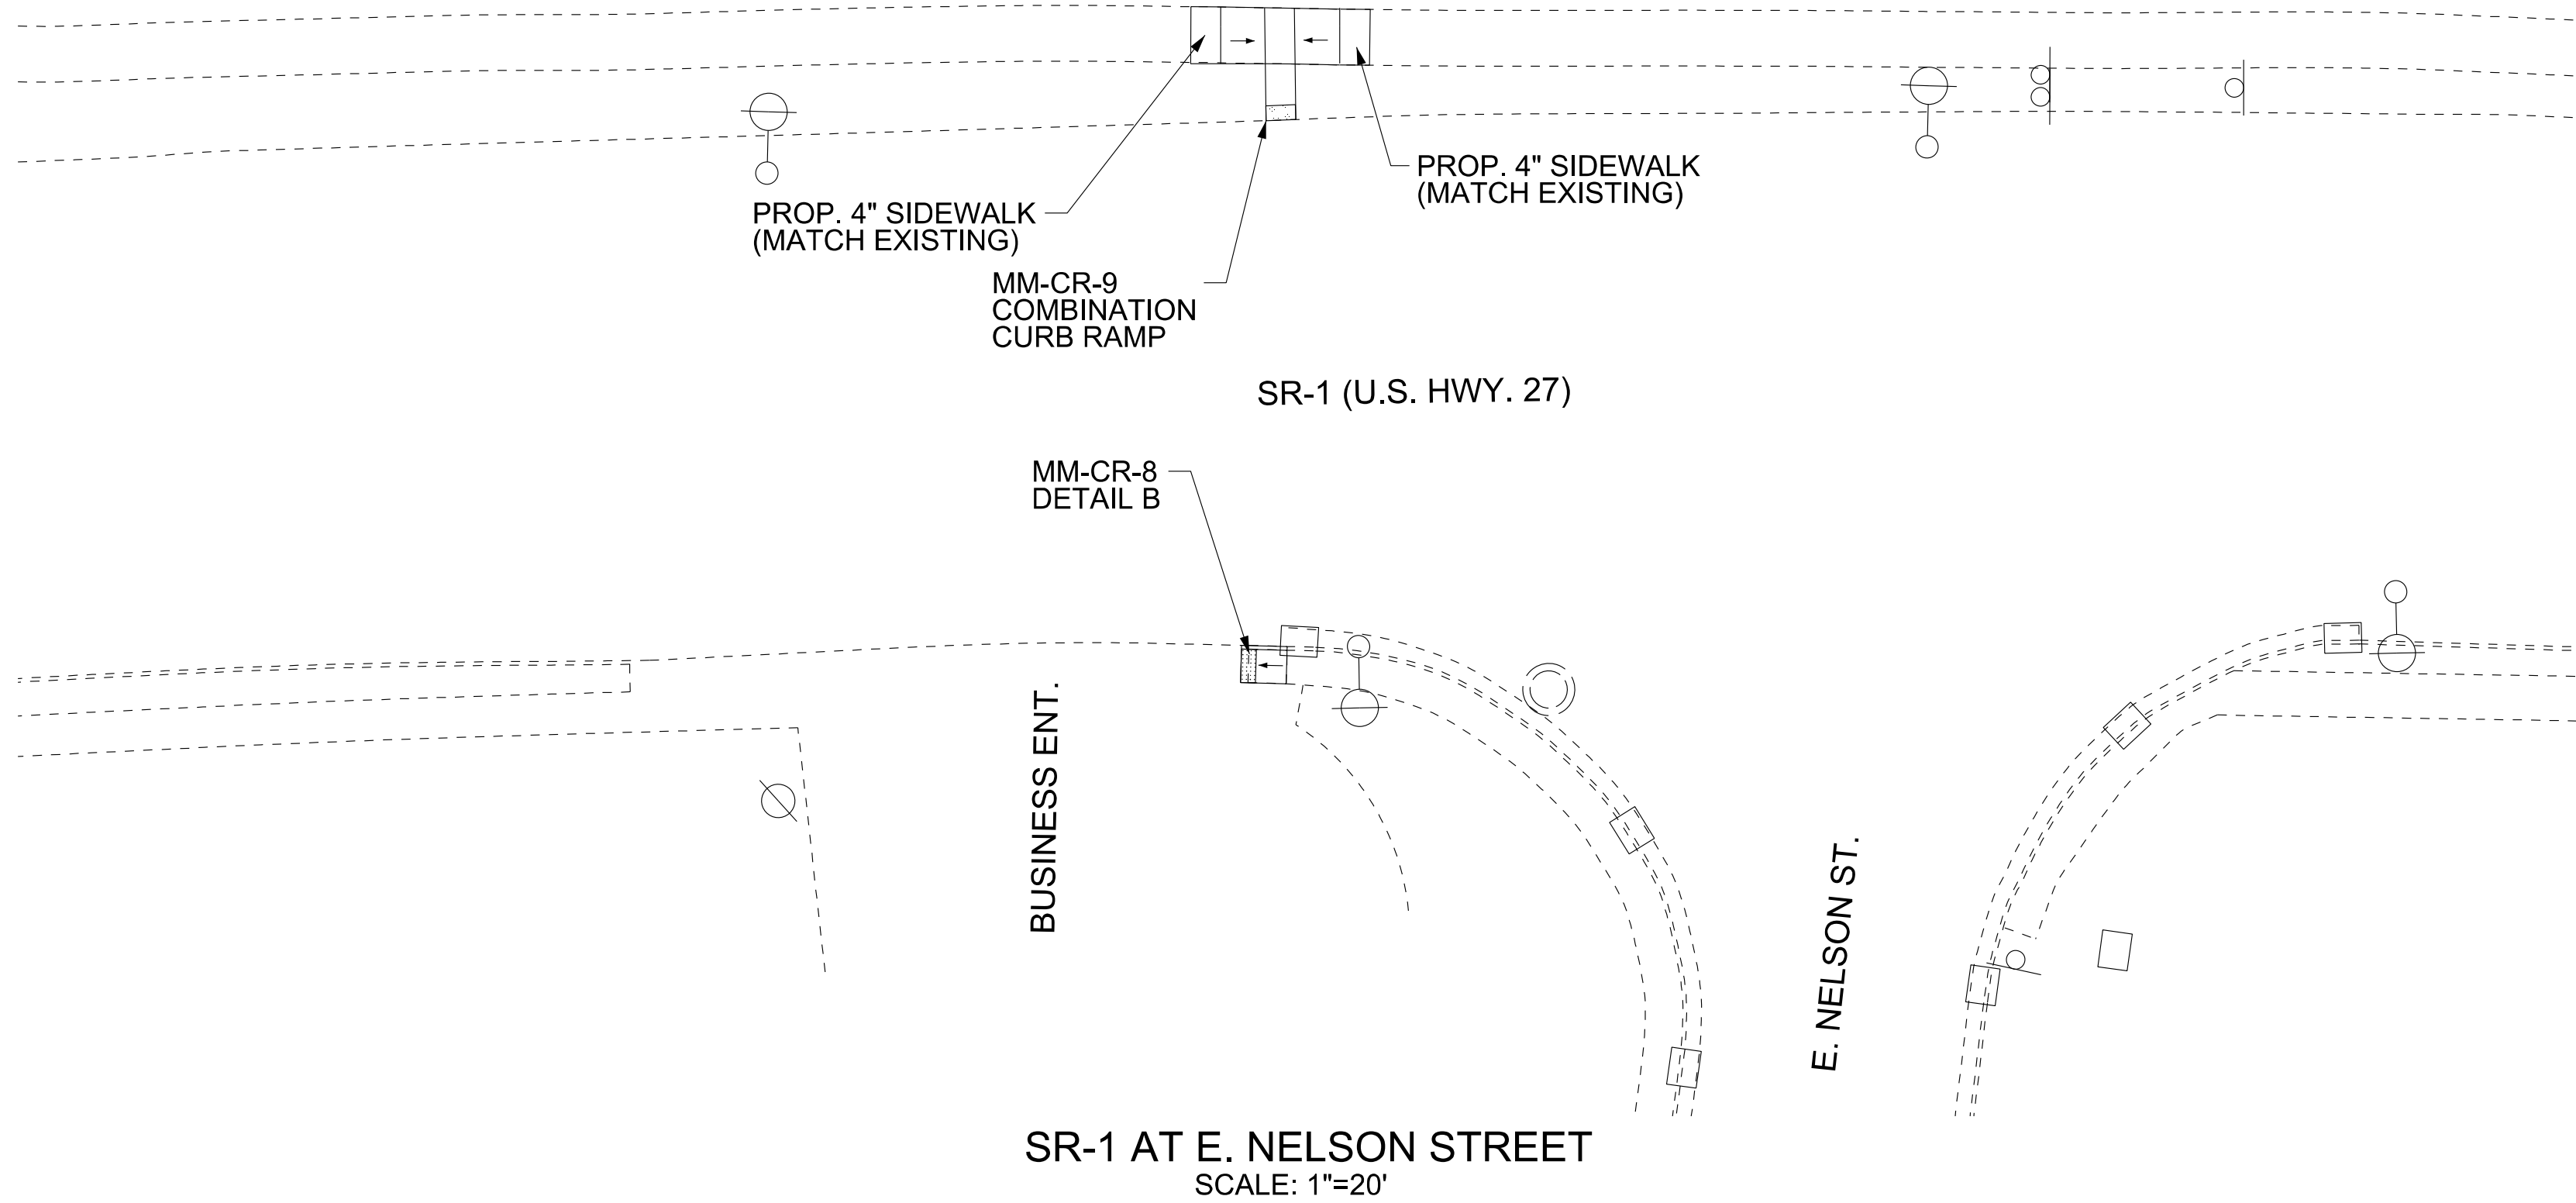 PROP. 4" SIDEWALK
(MATCH EXISTING)
PROP. 4" SIDEWALK
(MATCH EXISTING)
MM-CR-9
COMBINATION
CURB RAMP
SR-1 (U.S. HWY. 27)
MM-CR-8
DETAIL B
BUSINESS ENT.
E. NELSON ST.
SR-1 AT E. NELSON STREET
SCALE: 1"=20'